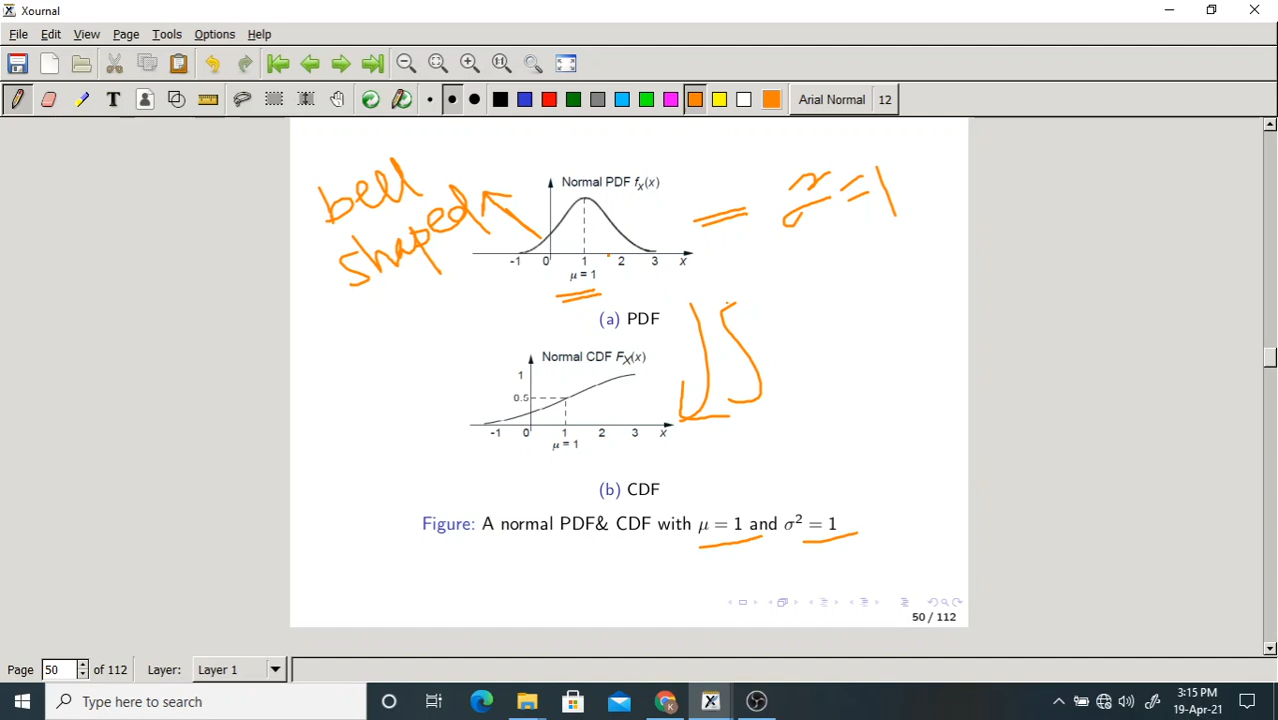 Xournal
File Edit View Page Tools Options Help
T Arial Normal 12
bell
shaped
Normal PDF fX(x)
-1 0 1 2 3 x
μ = 1
= 1
(a) PDF
Normal CDF FX(x)
1
0.5
-1 0 1 2 3 x
μ = 1
(b) CDF
Figure: A normal PDF& CDF with μ = 1 and σ² = 1
50 / 112
Page 50 of 112 Layer: Layer 1
Type here to search
3:15 PM
19-Apr-21